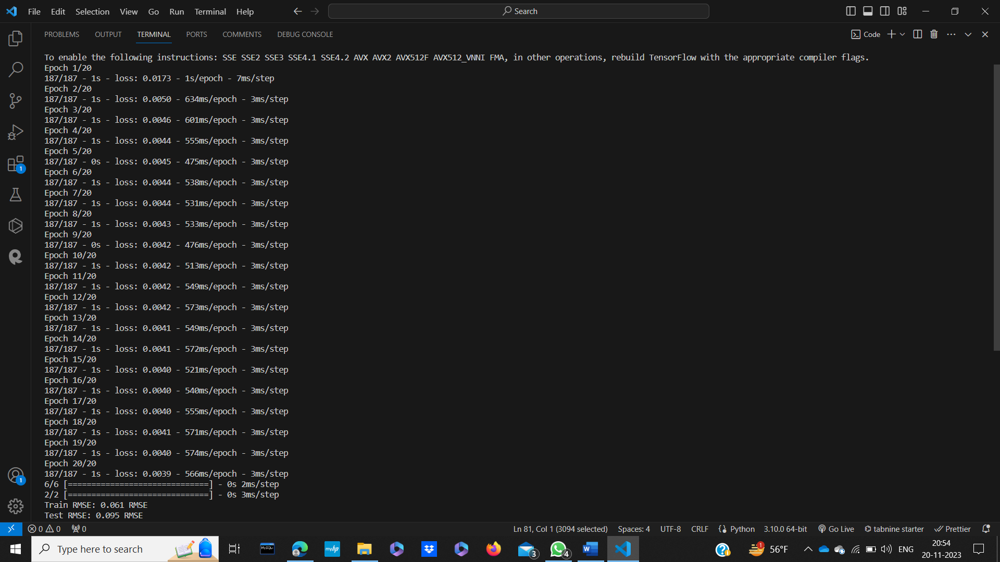 File Edit Selection View Go Run Terminal Help Search
PROBLEMS OUTPUT TERMINAL PORTS COMMENTS DEBUG CONSOLE Code
To enable the following instructions: SSE SSE2 SSE3 SSE4.1 SSE4.2 AVX AVX2 AVX512F AVX512_VNNI FMA, in other operations, rebuild TensorFlow with the appropriate compiler flags.
Epoch 1/20
187/187 - 1s - loss: 0.0173 - 1s/epoch - 7ms/step
Epoch 2/20
187/187 - 1s - loss: 0.0050 - 634ms/epoch - 3ms/step
Epoch 3/20
187/187 - 1s - loss: 0.0046 - 601ms/epoch - 3ms/step
Epoch 4/20
187/187 - 1s - loss: 0.0044 - 555ms/epoch - 3ms/step
Epoch 5/20
187/187 - 0s - loss: 0.0045 - 475ms/epoch - 3ms/step
Epoch 6/20
187/187 - 1s - loss: 0.0044 - 538ms/epoch - 3ms/step
Epoch 7/20
187/187 - 1s - loss: 0.0044 - 531ms/epoch - 3ms/step
Epoch 8/20
187/187 - 1s - loss: 0.0043 - 533ms/epoch - 3ms/step
Epoch 9/20
187/187 - 0s - loss: 0.0042 - 476ms/epoch - 3ms/step
Epoch 10/20
187/187 - 1s - loss: 0.0042 - 513ms/epoch - 3ms/step
Epoch 11/20
187/187 - 1s - loss: 0.0042 - 549ms/epoch - 3ms/step
Epoch 12/20
187/187 - 1s - loss: 0.0042 - 573ms/epoch - 3ms/step
Epoch 13/20
187/187 - 1s - loss: 0.0041 - 549ms/epoch - 3ms/step
Epoch 14/20
187/187 - 1s - loss: 0.0041 - 572ms/epoch - 3ms/step
Epoch 15/20
187/187 - 1s - loss: 0.0040 - 521ms/epoch - 3ms/step
Epoch 16/20
187/187 - 1s - loss: 0.0040 - 540ms/epoch - 3ms/step
Epoch 17/20
187/187 - 1s - loss: 0.0040 - 555ms/epoch - 3ms/step
Epoch 18/20
187/187 - 1s - loss: 0.0041 - 571ms/epoch - 3ms/step
Epoch 19/20
187/187 - 1s - loss: 0.0040 - 574ms/epoch - 3ms/step
Epoch 20/20
187/187 - 1s - loss: 0.0039 - 566ms/epoch - 3ms/step
6/6 [==============================] - 0s 2ms/step
2/2 [==============================] - 0s 3ms/step
Train RMSE: 0.061 RMSE
Test RMSE: 0.095 RMSE
1
1
0 0 0 Ln 81, Col 1 (3094 selected) Spaces: 4 UTF-8 CRLF Python 3.10.0 64-bit Go Live tabnine starter Prettier
Type here to search MySQL myhp 3 4 W 1 56°F ENG 20:54
20-11-2023